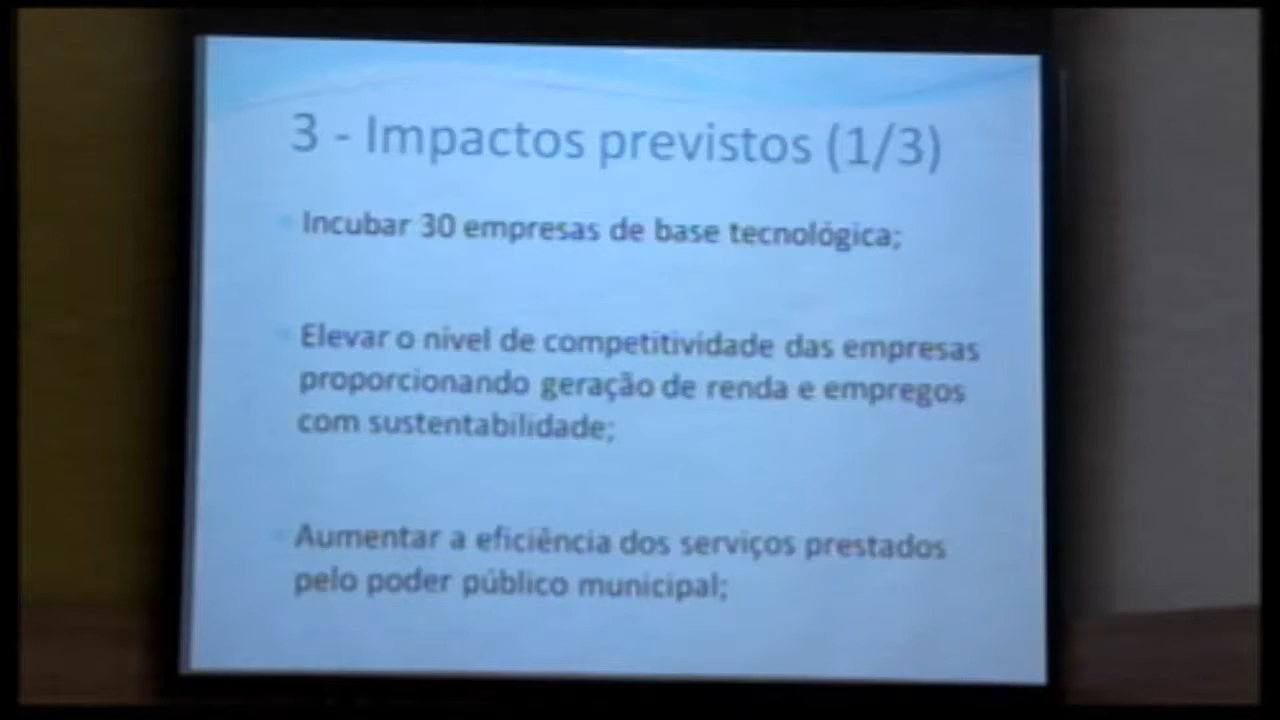 3 - Impactos previstos (1/3)
Incubar 30 empresas de base tecnológica;
Elevar o nível de competitividade das empresas
proporcionando geração de renda e empregos
com sustentabilidade;
Aumentar a eficiência dos serviços prestados
pelo poder público municipal;